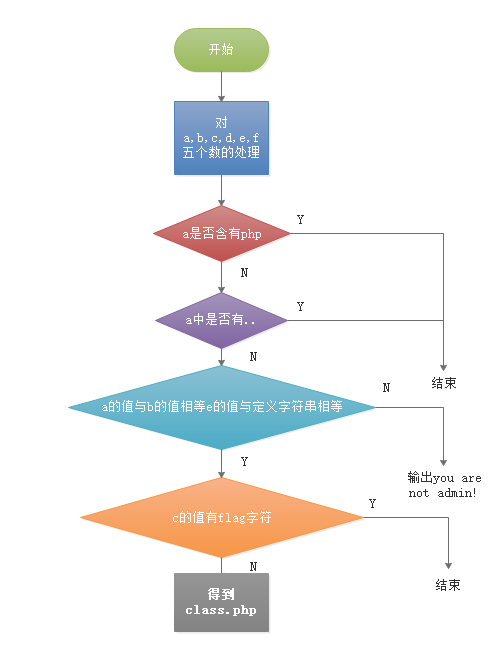 开始
对
a,b,c,d,e,f
五个数的处理
a是否含有php
Y
N
a中是否有..
Y
N
结束
a的值与b的值相等e的值与定义字符串相等
N
Y
输出you are
not admin!
c的值有flag字符
Y
N
结束
得到
class.php